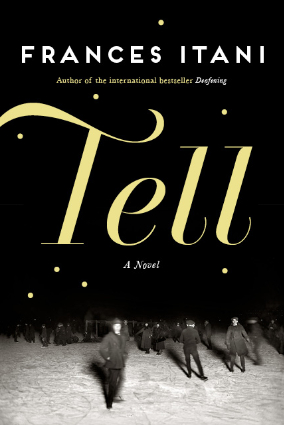 FRANCES ITANI
Author of the international bestseller Deafening
Tell
A Novel